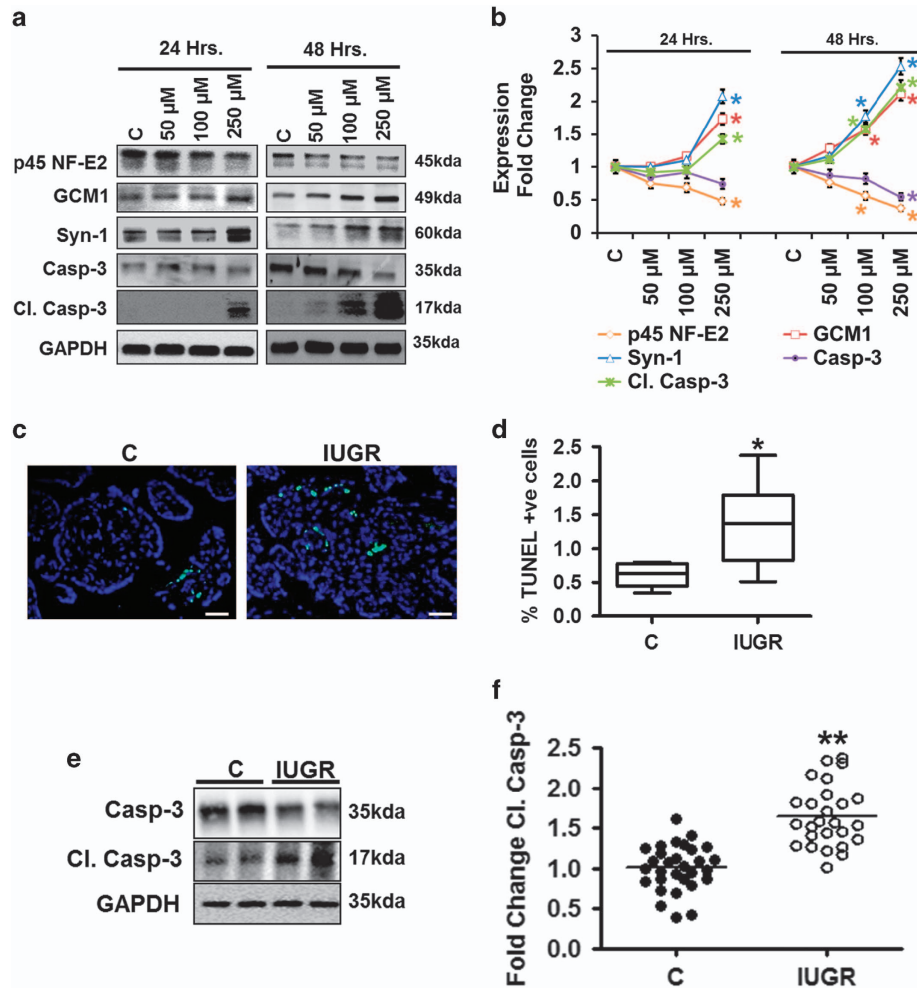 a
24 Hrs.
48 Hrs.
C
50 µM
100 µM
250 µM
C
50 µM
100 µM
250 µM
p45 NF-E2
45kda
GCM1
49kda
Syn-1
60kda
Casp-3
35kda
Cl. Casp-3
17kda
GAPDH
35kda
b
24 Hrs.
48 Hrs.
Expression
Fold Change
3
2.5
2
1.5
1
0.5
0
*
*
*
*
*
*
*
*
*
*
*
*
*
C
50 µM
100 µM
250 µM
C
50 µM
100 µM
250 µM
p45 NF-E2
GCM1
Syn-1
Casp-3
Cl. Casp-3
c
C
IUGR
d
% TUNEL +ve cells
2.5
2.0
1.5
1.0
0.5
0.0
*
C
IUGR
e
C
IUGR
Casp-3
35kda
Cl. Casp-3
17kda
GAPDH
35kda
f
Fold Change Cl. Casp-3
2.5
2.0
1.5
1.0
0.5
0.0
**
C
IUGR